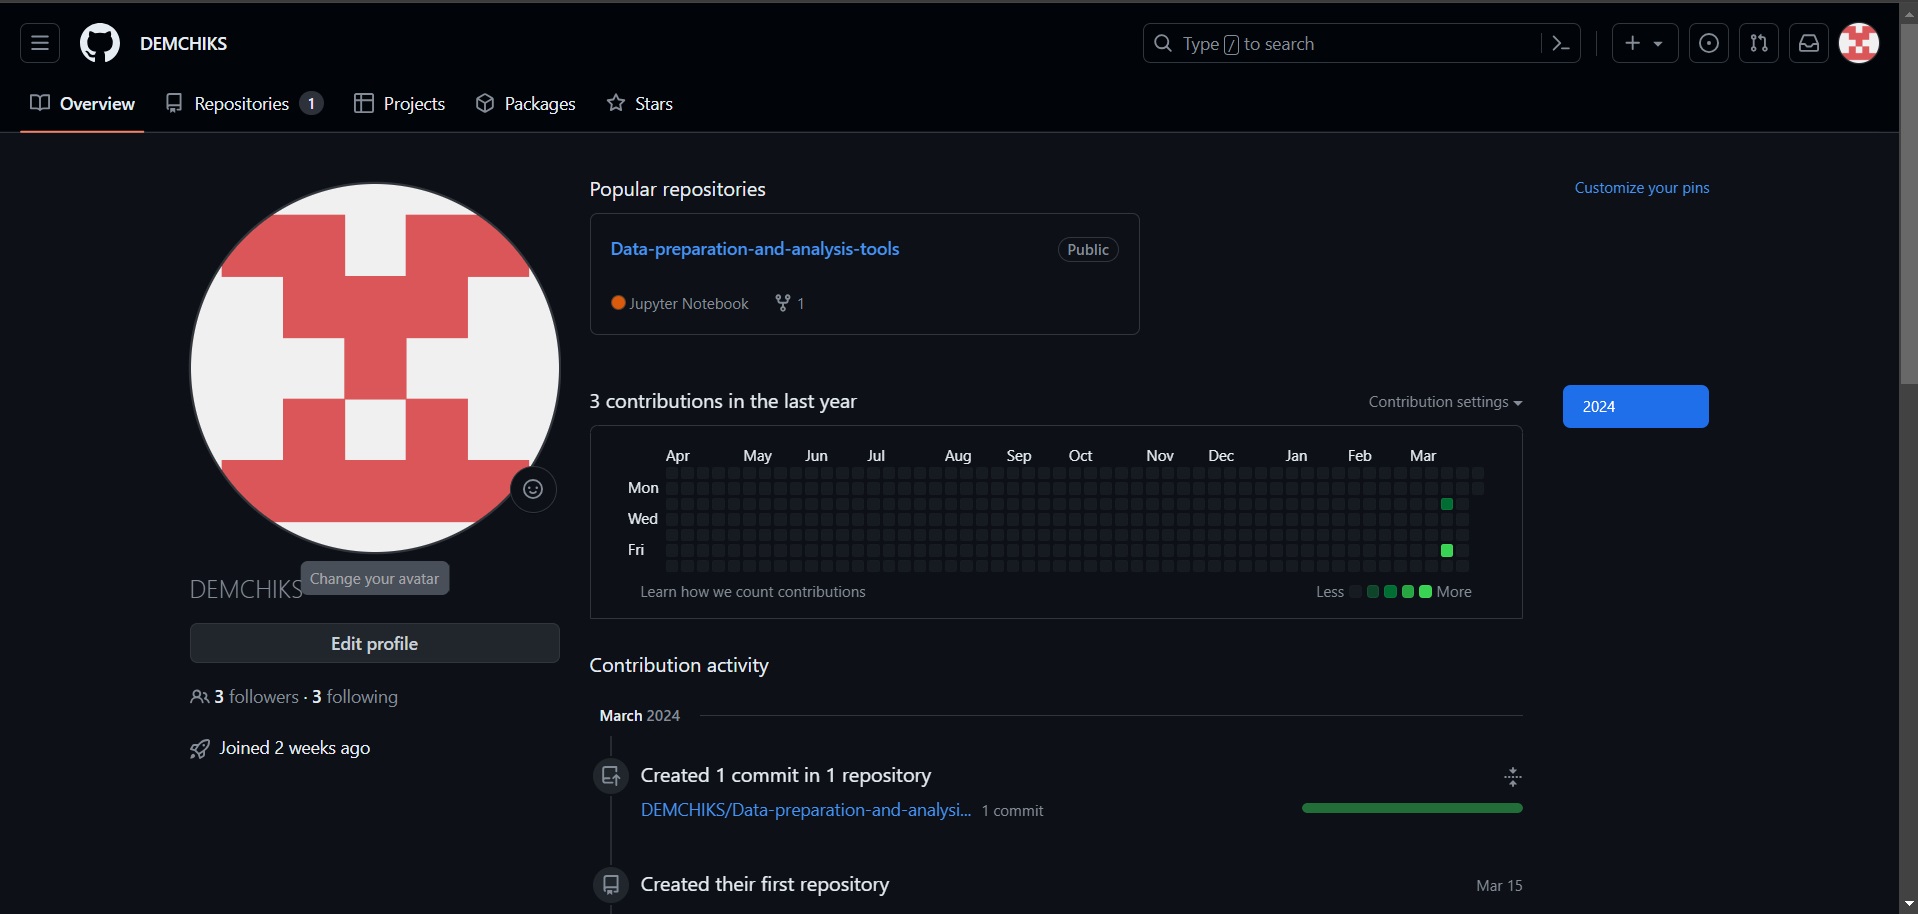 DEMCHIKS
Type / to search
Overview
Repositories 1
Projects
Packages
Stars
Popular repositories
Customize your pins
Data-preparation-and-analysis-tools
Public
Jupyter Notebook
1
3 contributions in the last year
Contribution settings
2024
Apr May Jun Jul Aug Sep Oct Nov Dec Jan Feb Mar
Mon
Wed
Fri
Learn how we count contributions
Less More
Change your avatar
DEMCHIKS
Edit profile
3 followers · 3 following
Joined 2 weeks ago
Contribution activity
March 2024
Created 1 commit in 1 repository
DEMCHIKS/Data-preparation-and-analysi... 1 commit
Created their first repository
Mar 15